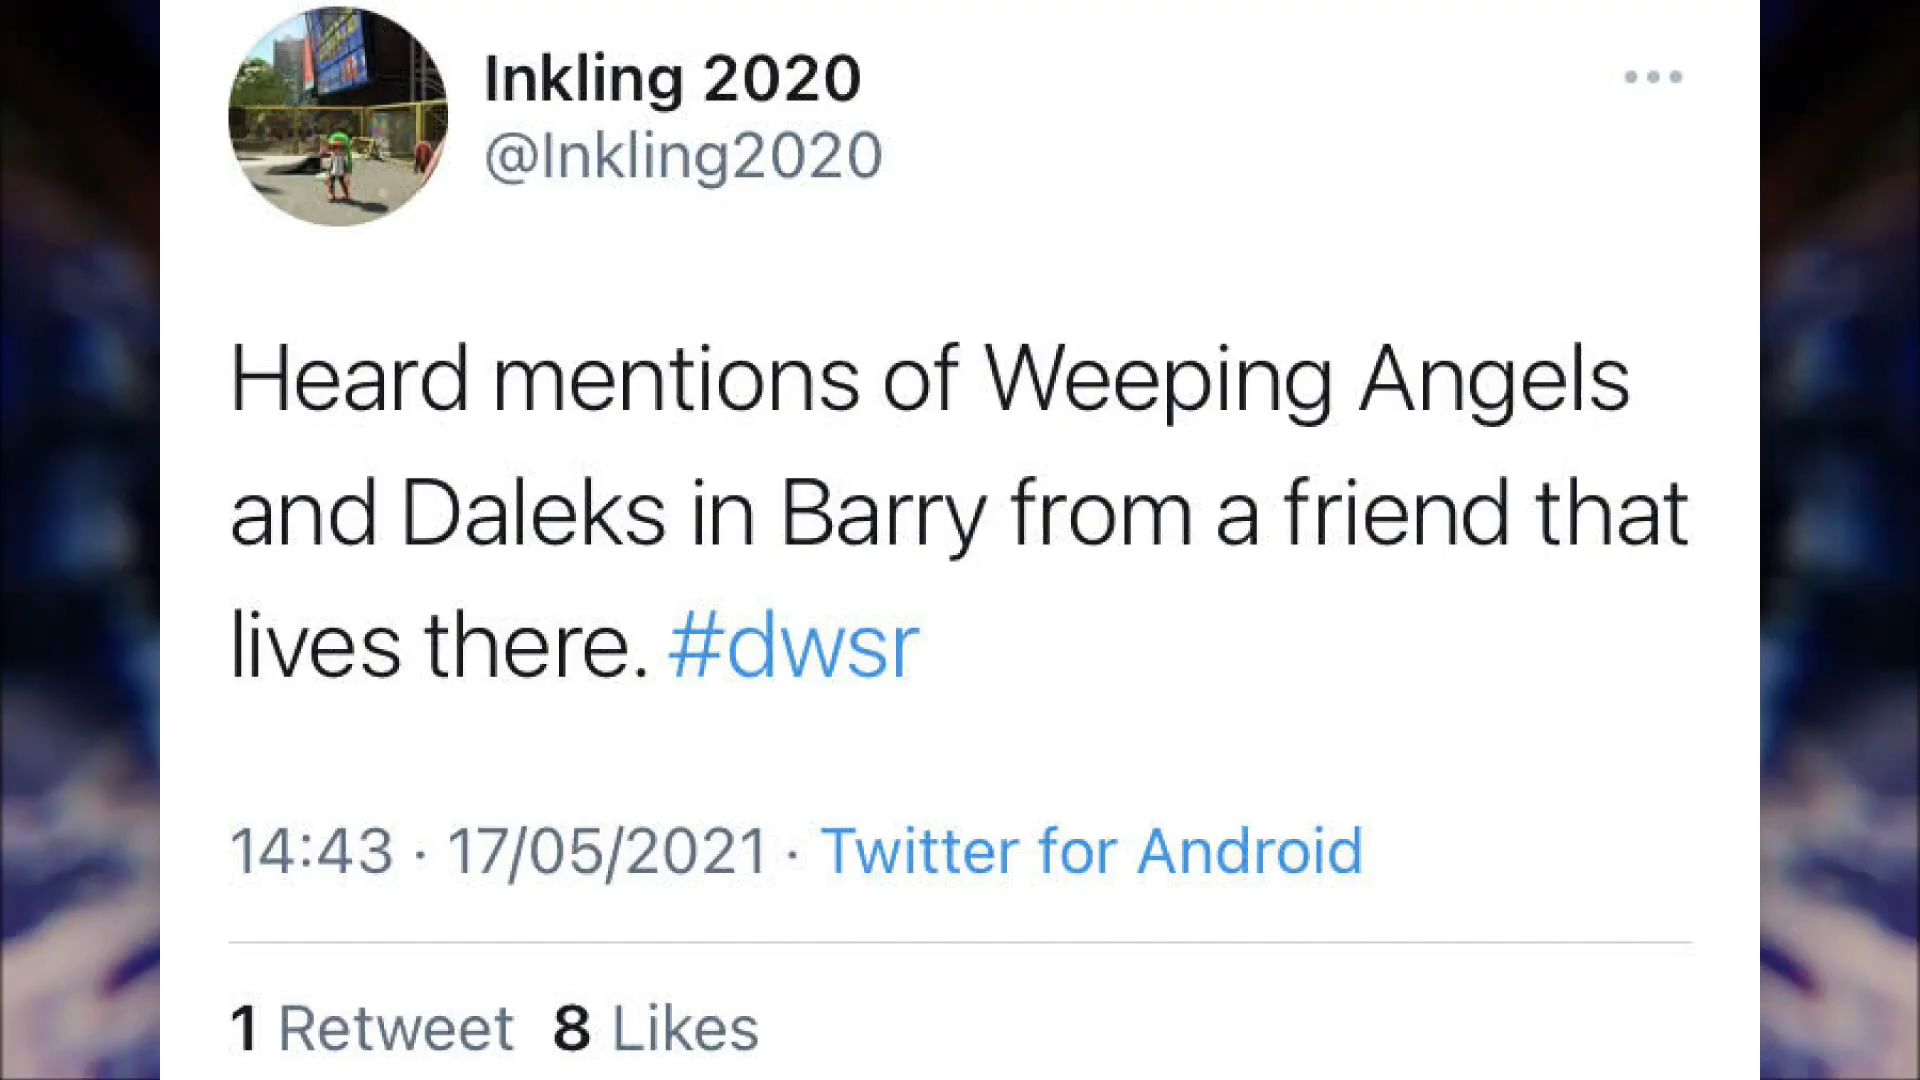 Inkling 2020
@Inkling2020
Heard mentions of Weeping Angels
and Daleks in Barry from a friend that
lives there. #dwsr
14:43 · 17/05/2021 · Twitter for Android
1 Retweet 8 Likes